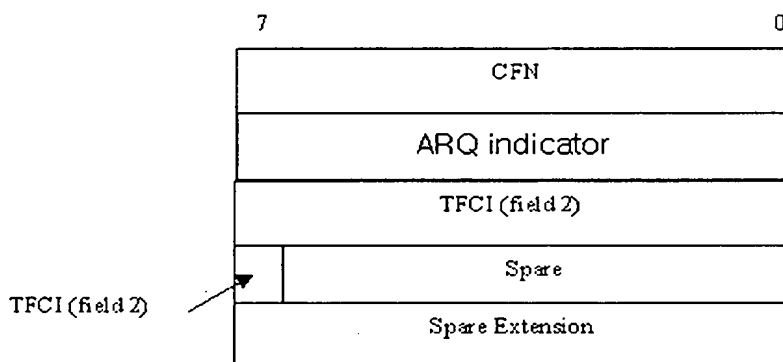 7 0
CFN
ARQ indicator
TFCI (field 2)
Spare
TFCI (field 2)
Spare Extension